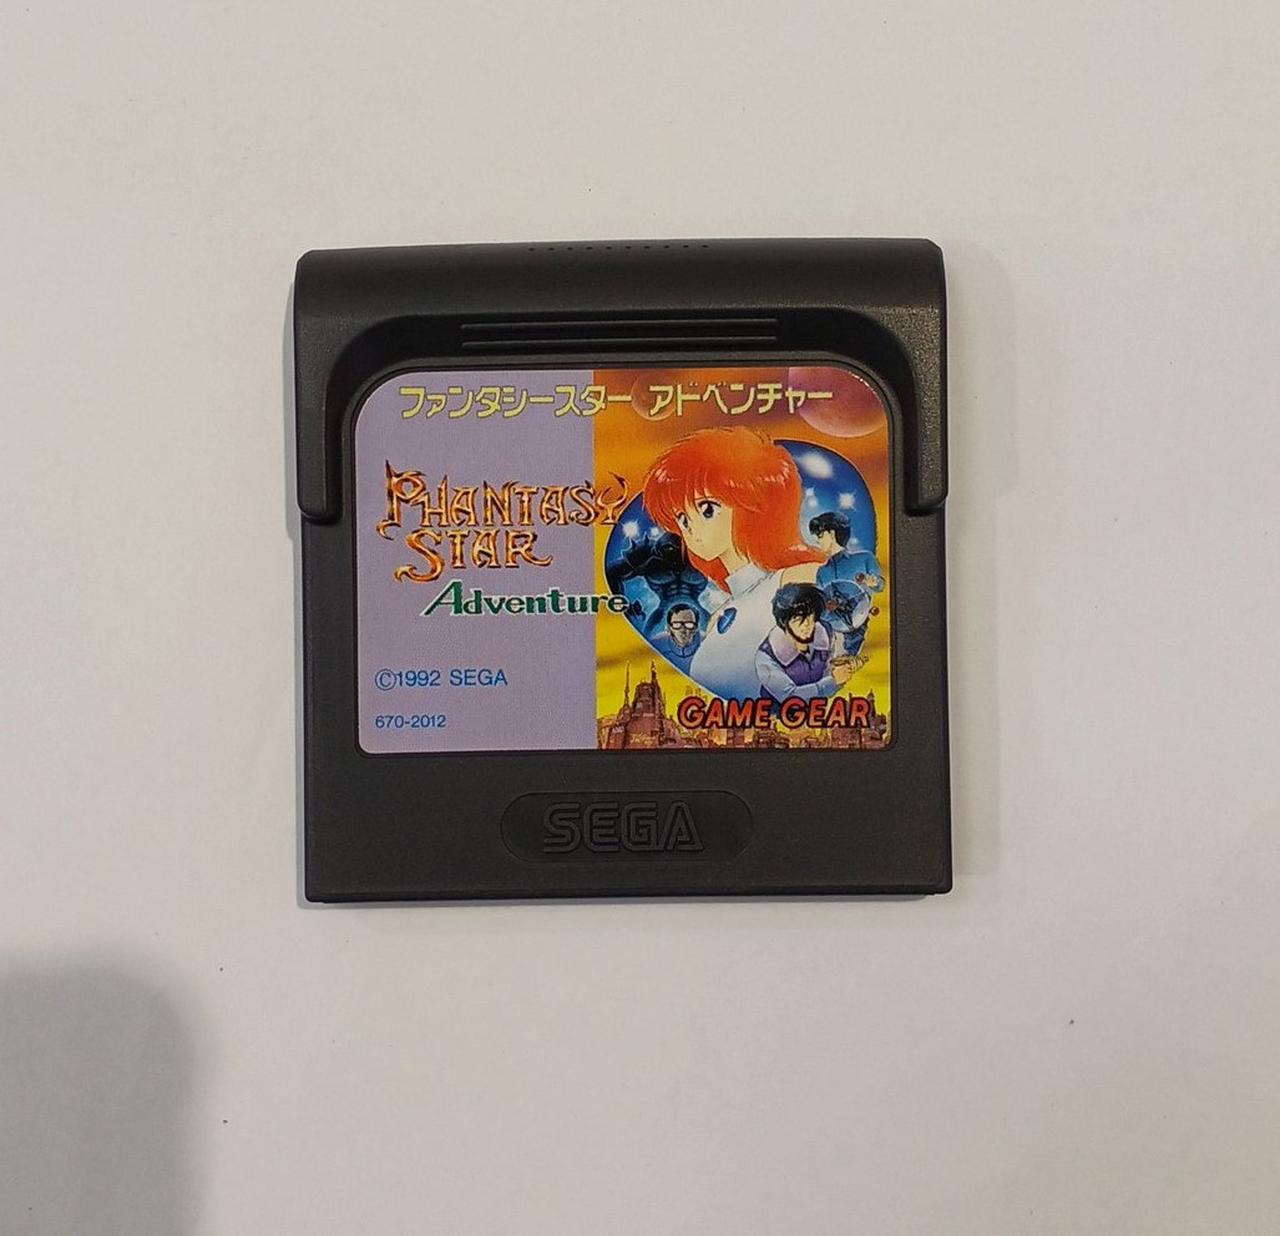 ファンタシースター アドベンチャー
PHANTASY
STAR
Adventure
©1992 SEGA
670-2012
GAME GEAR
SEGA